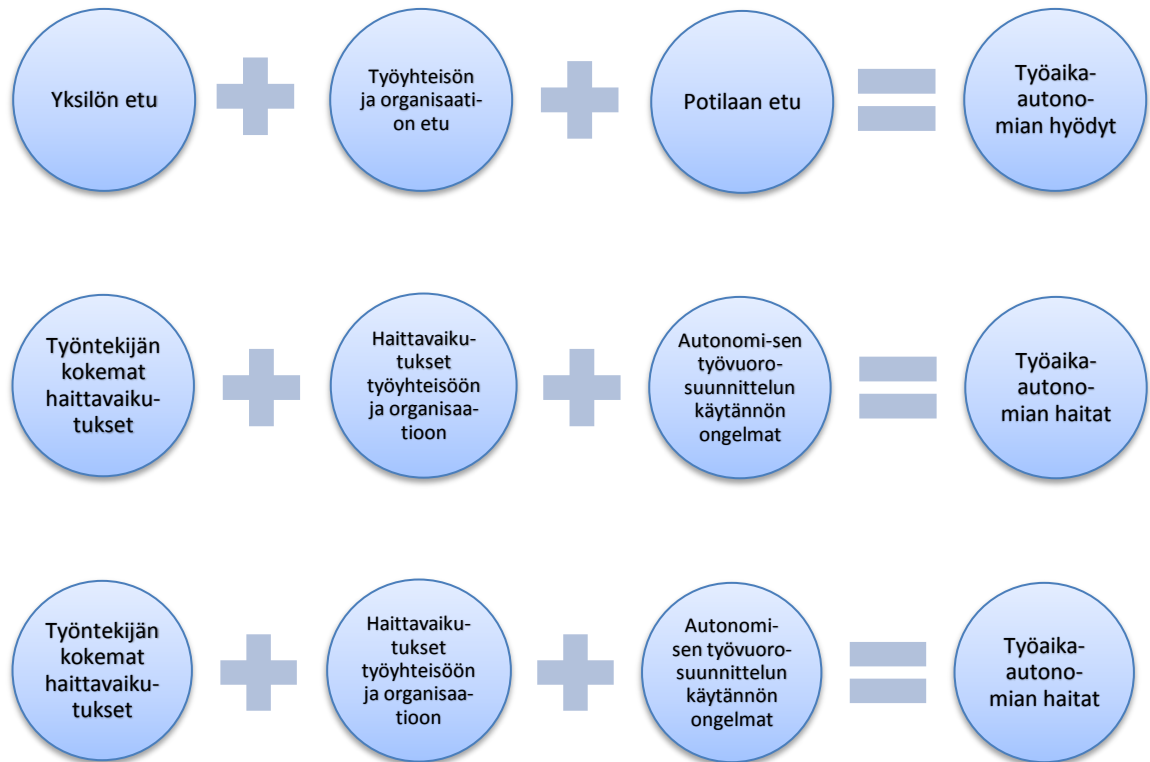 Yksilön etu
Työyhteisön
ja organisaati-
on etu
Potilaan etu
Työaika-
autono-
mian hyödyt
Työntekijän
kokemat
haittavaiku-
tukset
Haittavaiku-
tukset
työyhteisöön
ja organisaa-
tioon
Autonomi-sen
työvuoro-
suunnittelun
käytännön
ongelmat
Työaika-
autono-
mian haitat
Työntekijän
kokemat
haittavaiku-
tukset
Haittavaiku-
tukset
työyhteisöön
ja organisaa-
tioon
Autonomi-
sen työvuoro-
suunnittelun
käytännön
ongelmat
Työaika-
autono-
mian haitat